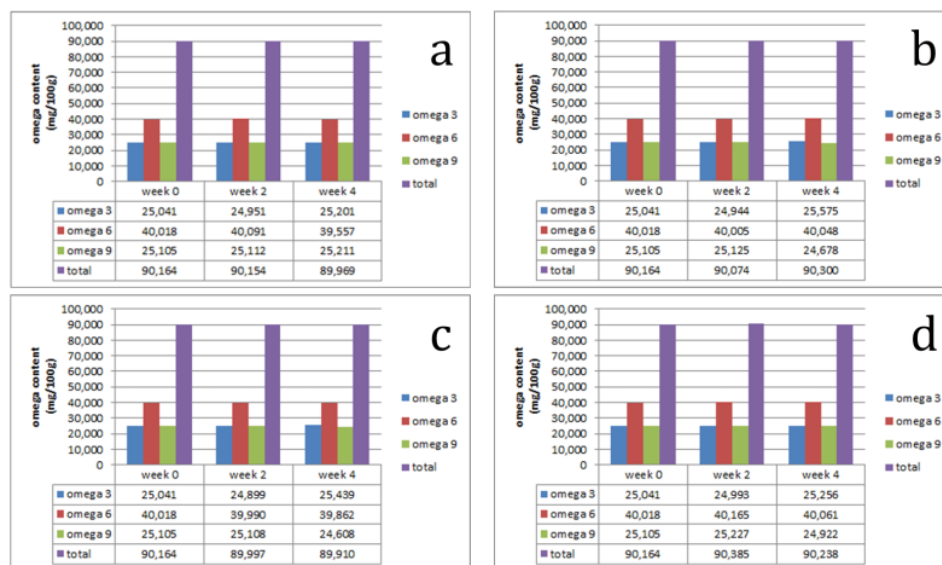 a
100,000
90,000
80,000
70,000
60,000
50,000
40,000
30,000
20,000
10,000
0
omega content
(mg/100g)
omega 3
omega 6
omega 9
total
week 0 week 2 week 4
omega 3 25,041 24,951 25,201
omega 6 40,018 40,091 39,557
omega 9 25,105 25,112 25,211
total 90,164 90,154 89,969
b
100,000
90,000
80,000
70,000
60,000
50,000
40,000
30,000
20,000
10,000
0
omega content
(mg/100g)
omega 3
omega 6
omega 9
total
week 0 week 2 week 4
omega 3 25,041 24,944 25,575
omega 6 40,018 40,005 40,048
omega 9 25,105 25,125 24,678
total 90,164 90,074 90,300
c
100,000
90,000
80,000
70,000
60,000
50,000
40,000
30,000
20,000
10,000
0
omega content
(mg/100g)
omega 3
omega 6
omega 9
total
week 0 week 2 week 4
omega 3 25,041 24,899 25,439
omega 6 40,018 39,990 39,862
omega 9 25,105 25,108 24,608
total 90,164 89,997 89,910
d
100,000
90,000
80,000
70,000
60,000
50,000
40,000
30,000
20,000
10,000
0
omega content
(mg/100g)
omega 3
omega 6
omega 9
total
week 0 week 2 week 4
omega 3 25,041 24,993 25,256
omega 6 40,018 40,165 40,061
omega 9 25,105 25,227 24,922
total 90,164 90,385 90,238